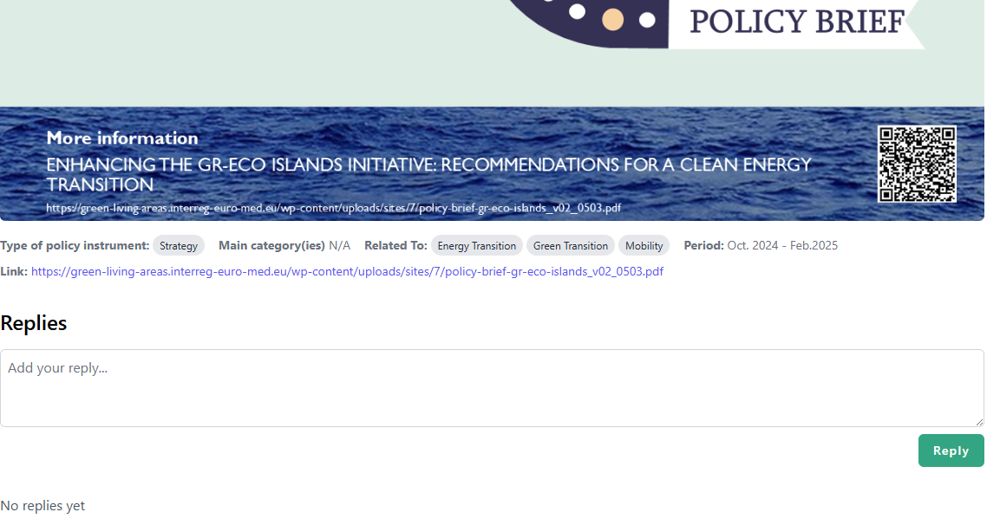 POLICY BRIEF
More information
ENHANCING THE GR-ECO ISLANDS INITIATIVE: RECOMMENDATIONS FOR A CLEAN ENERGY
TRANSITION
https://green-living-areas.interreg-euro-med.eu/wp-content/uploads/sites/7/policy-brief-gr-eco-islands_v02_0503.pdf
Type of policy instrument: Strategy Main category(ies) N/A Related To: Energy Transition Green Transition Mobility Period: Oct. 2024 - Feb.2025
Link: https://green-living-areas.interreg-euro-med.eu/wp-content/uploads/sites/7/policy-brief-gr-eco-islands_v02_0503.pdf
Replies
Add your reply...
Reply
No replies yet